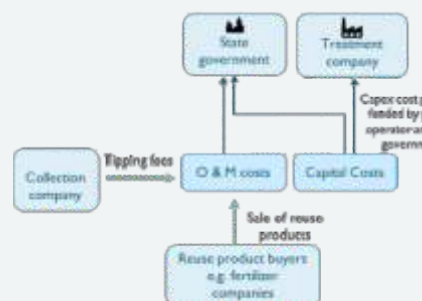 State
government
Treatment
company
Capex cost
funded by
operator
govern
Collection
company
Tipping fees
O & M costs
Capital Costs
Sale of reuse
products
Reuse product buyers
e.g. fertilizer
companies